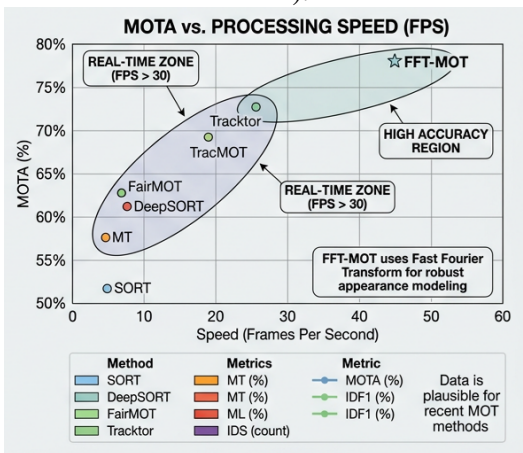 MOTA vs. PROCESSING SPEED (FPS)
80%
75%
70%
65%
60%
55%
50%
MOTA (%)
REAL-TIME ZONE
(FPS > 30)
FFT-MOT
Tracktor
TracMOT
HIGH ACCURACY
REGION
FairMOT
DeepSORT
REAL-TIME ZONE
(FPS > 30)
MT
SORT
FFT-MOT uses Fast Fourier
Transform for robust
appearance modeling
0 10 20 30 40 50 60
Speed (Frames Per Second)
Method Metrics Metric
SORT MT (%) MOTA (%)
DeepSORT MT (%) IDF1 (%)
FairMOT ML (%) IDF1 (%)
Tracktor IDS (count)
Data is
plausible for
recent MOT
methods